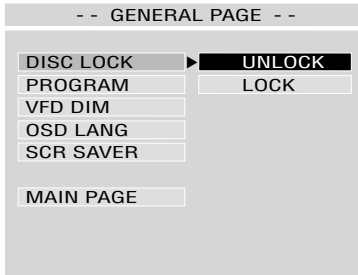 - - GENERAL PAGE - -
DISC LOCK UNLOCK
PROGRAM LOCK
VFD DIM
OSD LANG
SCR SAVER
MAIN PAGE